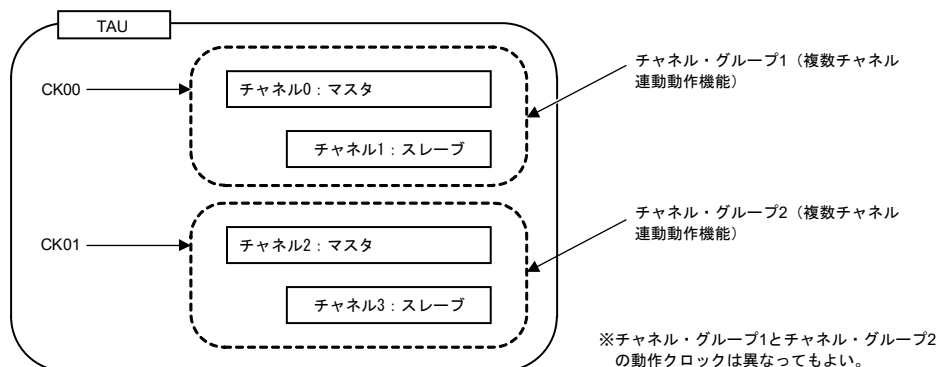 TAU
CK00
チャネル0：マスタ
チャネル1：スレーブ
チャネル・グループ1（複数チャネル
連動動作機能）
CK01
チャネル2：マスタ
チャネル3：スレーブ
チャネル・グループ2（複数チャネル
連動動作機能）
※チャネル・グループ1とチャネル・グループ2
の動作クロックは異なってもよい。